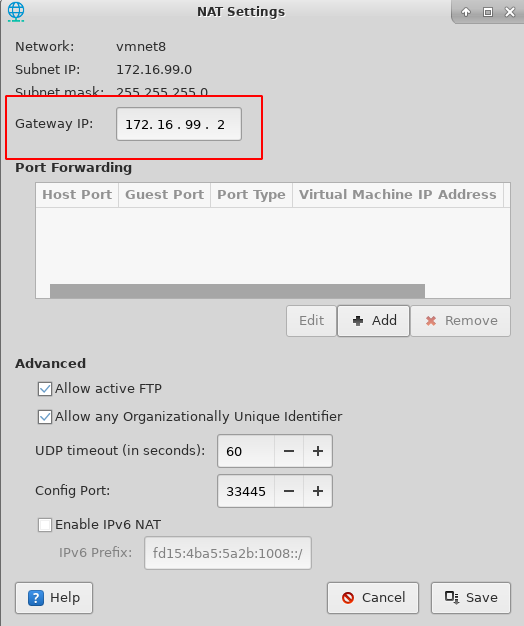 NAT Settings
Network: vmnet8
Subnet IP: 172.16.99.0
Subnet mask: 255.255.255.0
Gateway IP: 172. 16 . 99 . 2
Port Forwarding
Host Port Guest Port Port Type Virtual Machine IP Address
Edit Add Remove
Advanced
Allow active FTP
Allow any Organizationally Unique Identifier
UDP timeout (in seconds): 60
Config Port: 33445
Enable IPv6 NAT
IPv6 Prefix: fd15:4ba5:5a2b:1008::/
Help Cancel Save